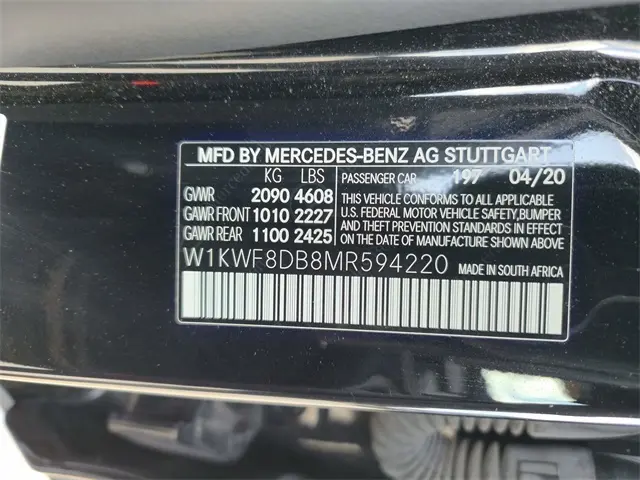 MFD BY MERCEDES-BENZ AG STUTTGART
KG LBS PASSENGER CAR 197 04/20
GVWR 2090 4608
GAWR FRONT 1010 2227
GAWR REAR 1100 2425
THIS VEHICLE CONFORMS TO ALL APPLICABLE
U.S. FEDERAL MOTOR VEHICLE SAFETY, BUMPER
AND THEFT PREVENTION STANDARDS IN EFFECT
ON THE DATE OF MANUFACTURE SHOWN ABOVE.
W1KWF8DB8MR594220 MADE IN SOUTH AFRICA